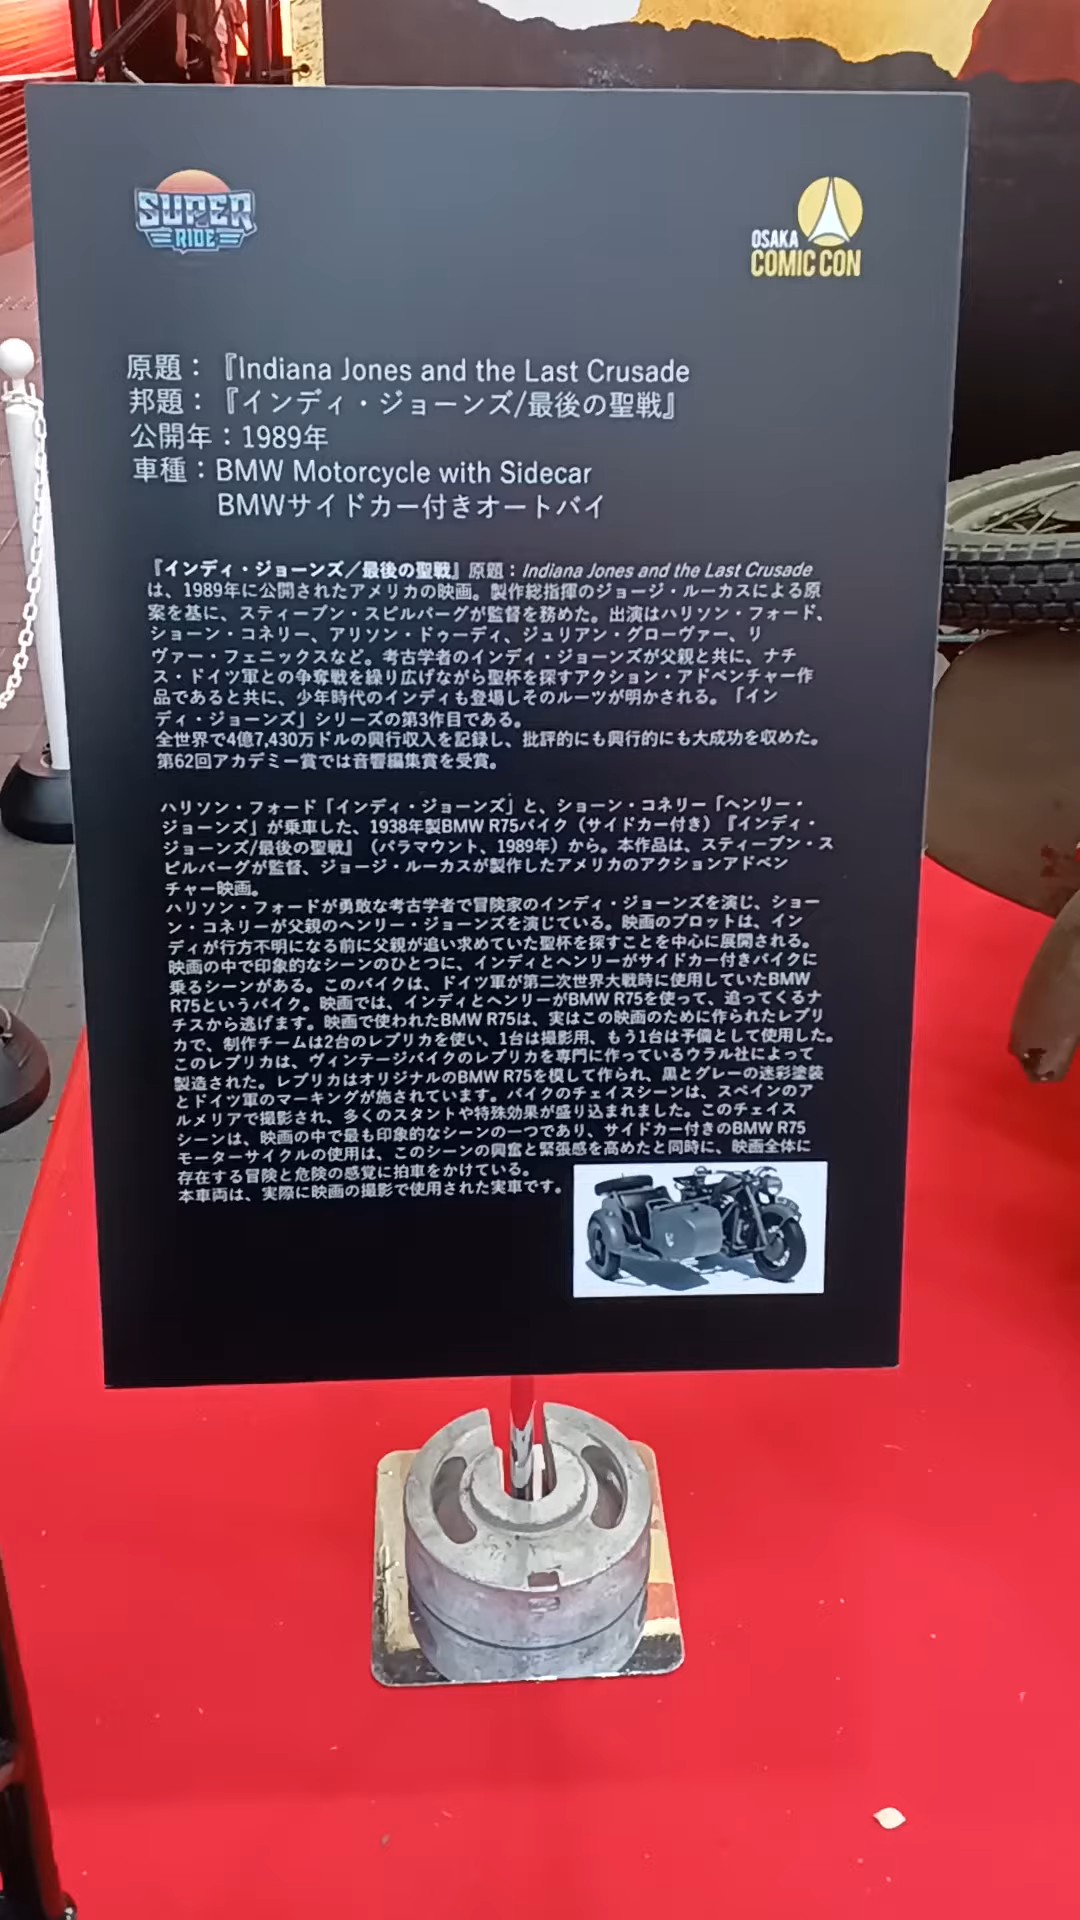 SUPER
RIDE
OSAKA
COMIC CON
原題：『Indiana Jones and the Last Crusade
邦題：『インディ・ジョーンズ/最後の聖戦』
公開年：1989年
車種：BMW Motorcycle with Sidecar
BMWサイドカー付きオートバイ
『インディ・ジョーンズ／最後の聖戦』原題：Indiana Jones and the Last Crusade
は、1989年に公開されたアメリカの映画。製作総指揮のジョージ・ルーカスによる原
案を基に、スティーブン・スピルバーグが監督を務めた。出演はハリソン・フォード、
ショーン・コネリー、アリソン・ドゥーディ、ジュリアン・グローヴァー、リ
ヴァー・フェニックスなど。考古学者のインディ・ジョーンズが父親と共に、ナチ
ス・ドイツ軍との争奪戦を繰り広げながら聖杯を探すアクション・アドベンチャー作
品であると共に、少年時代のインディも登場しそのルーツが明かされる。「イン
ディ・ジョーンズ」シリーズの第3作目である。
全世界で4億7,430万ドルの興行収入を記録し、批評的にも興行的にも大成功を収めた。
第62回アカデミー賞では音響編集賞を受賞。
ハリソン・フォード「インディ・ジョーンズ」と、ショーン・コネリー「ヘンリー・
ジョーンズ」が乗車した、1938年製BMW R75バイク（サイドカー付き）『インディ・
ジョーンズ/最後の聖戦』（パラマウント、1989年）から。本作品は、スティーブン・ス
ピルバーグが監督、ジョージ・ルーカスが製作したアメリカのアクションアドベン
チャー映画。
ハリソン・フォードが勇敢な考古学者で冒険家のインディ・ジョーンズを演じ、ショー
ン・コネリーが父親のヘンリー・ジョーンズを演じている。映画のプロットは、イン
ディが行方不明になる前に父親が追い求めていた聖杯を探すことを中心に展開される。
映画の中で印象的なシーンのひとつに、インディとヘンリーがサイドカー付きバイクに
乗るシーンがある。このバイクは、ドイツ軍が第二次世界大戦時に使用していたBMW
R75というバイク。映画では、インディとヘンリーがBMW R75を使って、追ってくるナ
チスから逃げます。映画で使われたBMW R75は、実はこの映画のために作られたレプリ
カで、制作チームは2台のレプリカを使い、1台は撮影用、もう1台は予備として使用した。
このレプリカは、ヴィンテージバイクのレプリカを専門に作っているウラル社によって
製造された。レプリカはオリジナルのBMW R75を模して作られ、黒とグレーの迷彩塗装
とドイツ軍のマーキングが施されています。バイクのチェイスシーンは、スペインのア
ルメリアで撮影され、多くのスタントや特殊効果が盛り込まれました。このチェイス
シーンは、映画の中で最も印象的なシーンの一つであり、サイドカー付きのBMW R75
モーターサイクルの使用は、このシーンの興奮と緊張感を高めたと同時に、映画全体に
存在する冒険と危険の感覚に拍車をかけている。
本車両は、実際に映画の撮影で使用された実車です。